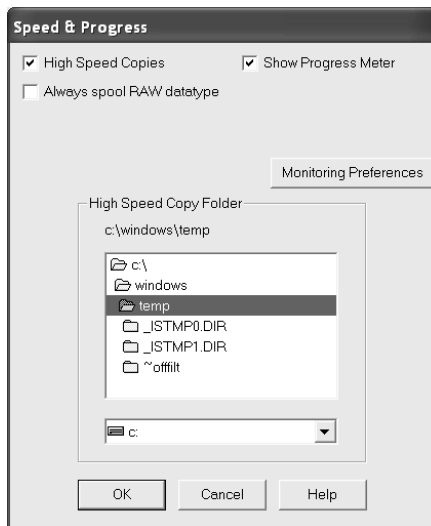 Speed & Progress
High Speed Copies
Show Progress Meter
Always spool RAW datatype
Monitoring Preferences
High Speed Copy Folder
c:\windows\temp
c:\
windows
temp
_ISTMP0.DIR
_ISTMP1.DIR
~offfilt
c:
OK
Cancel
Help